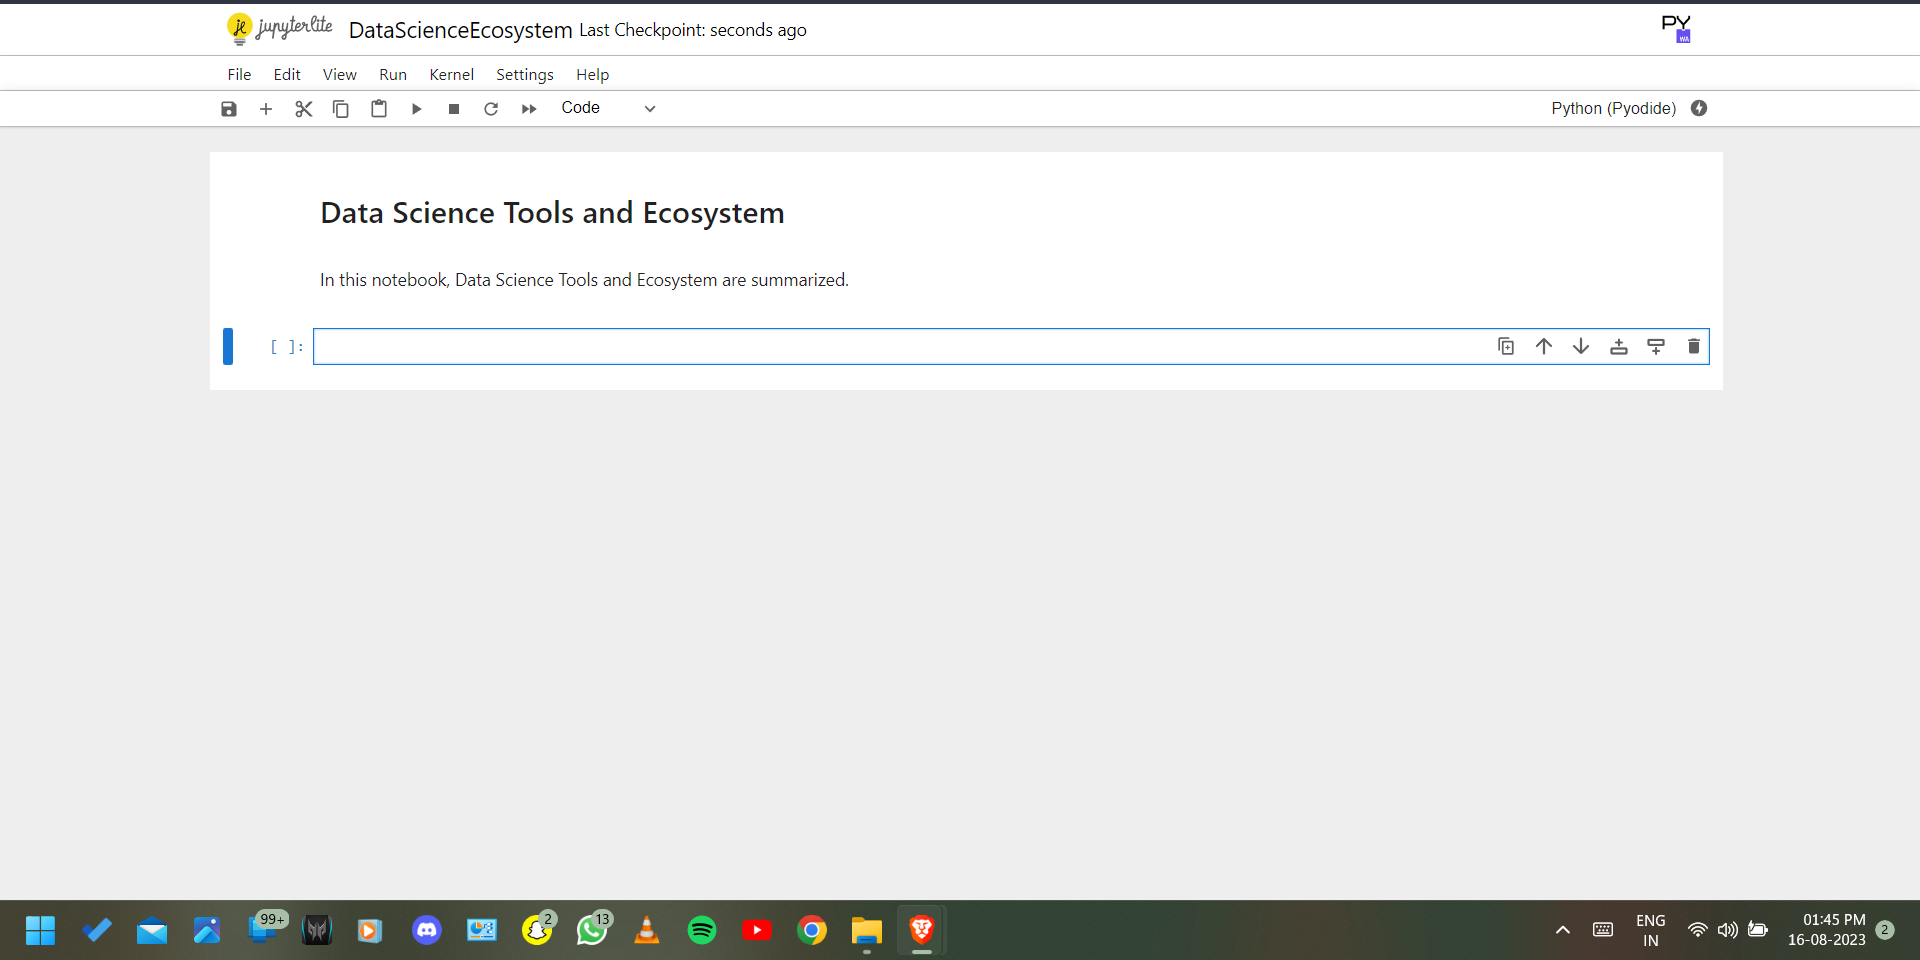 jupyterlite DataScienceEcosystem Last Checkpoint: seconds ago
PY
WA
File Edit View Run Kernel Settings Help
Code
Python (Pyodide)
Data Science Tools and Ecosystem
In this notebook, Data Science Tools and Ecosystem are summarized.
[ ]:
99+
2
13
ENG
IN
01:45 PM
16-08-2023
2